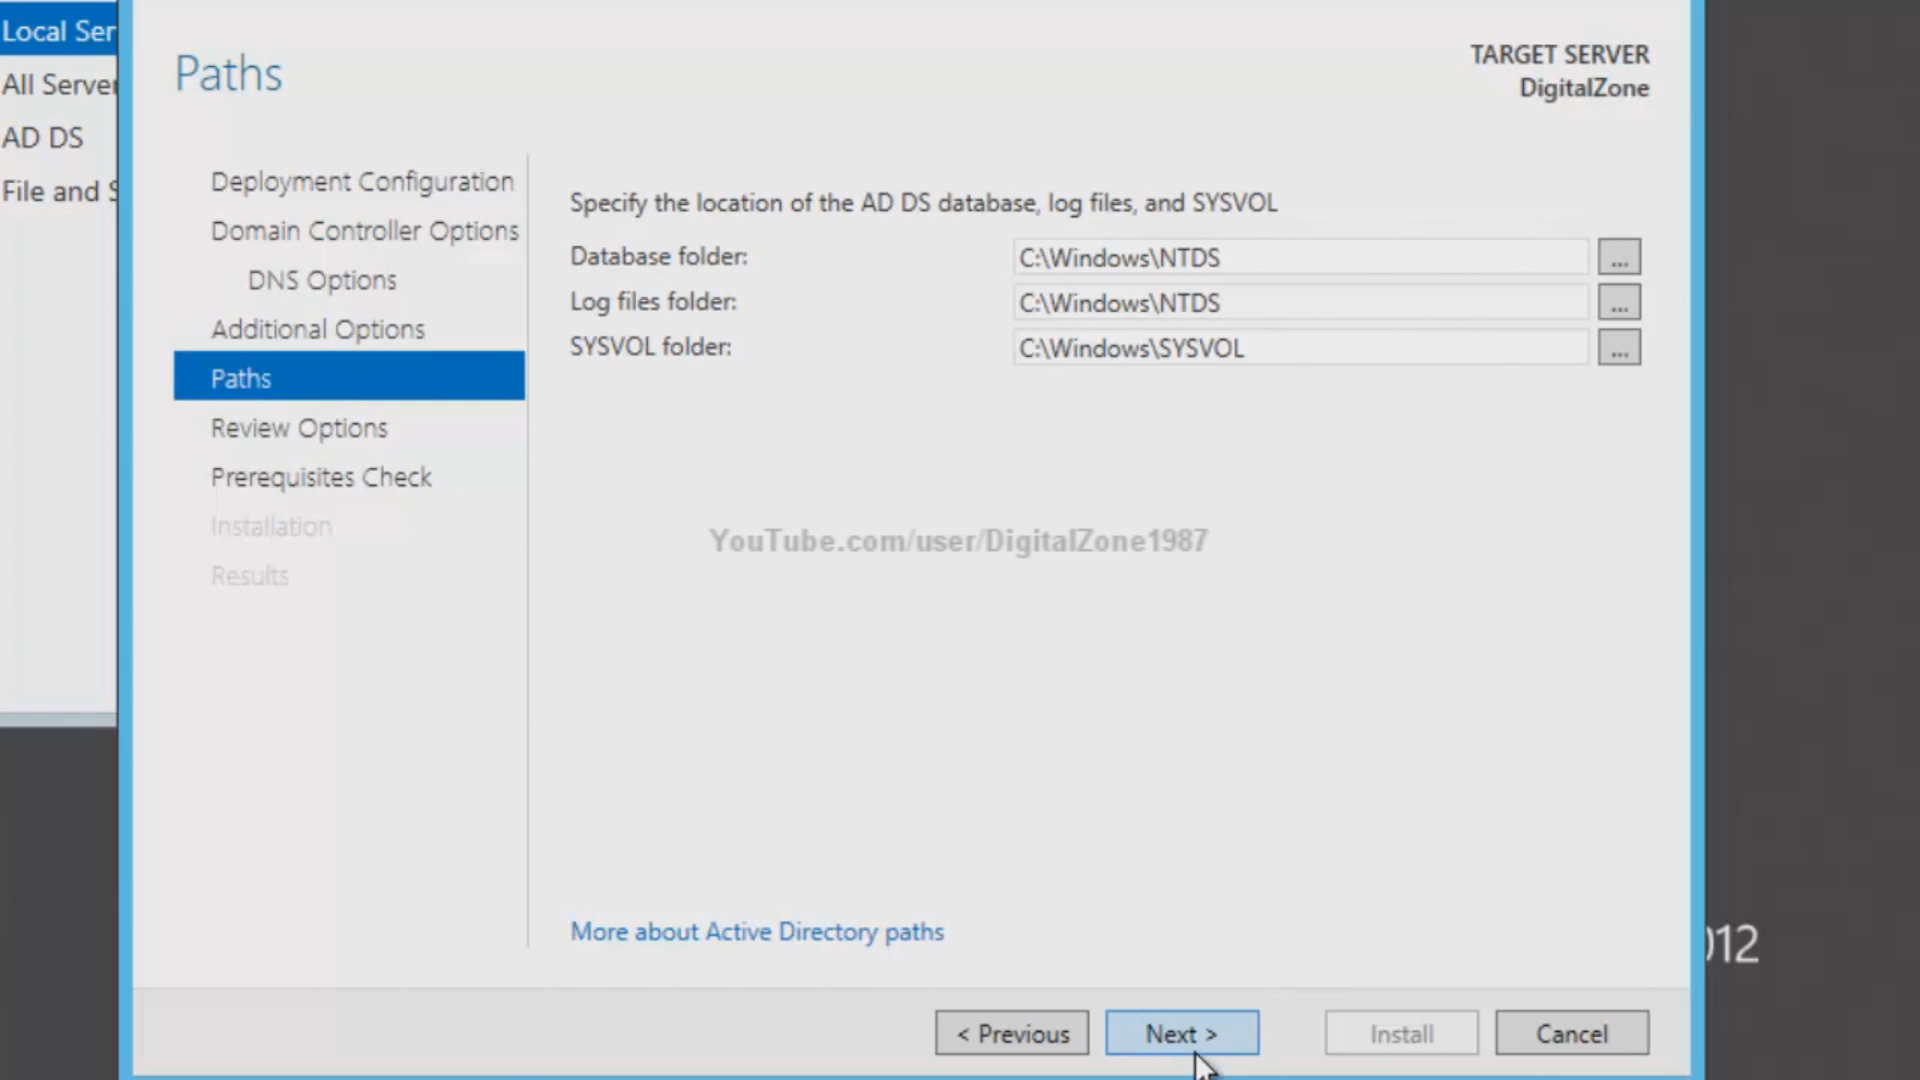 Local Ser
All Server
AD DS
File and S
Paths
TARGET SERVER
DigitalZone
Deployment Configuration
Domain Controller Options
DNS Options
Additional Options
Paths
Review Options
Prerequisites Check
Installation
Results
Specify the location of the AD DS database, log files, and SYSVOL
Database folder: C:\Windows\NTDS ...
Log files folder: C:\Windows\NTDS ...
SYSVOL folder: C:\Windows\SYSVOL ...
YouTube.com/user/DigitalZone1987
More about Active Directory paths
012
< Previous Next > Install Cancel